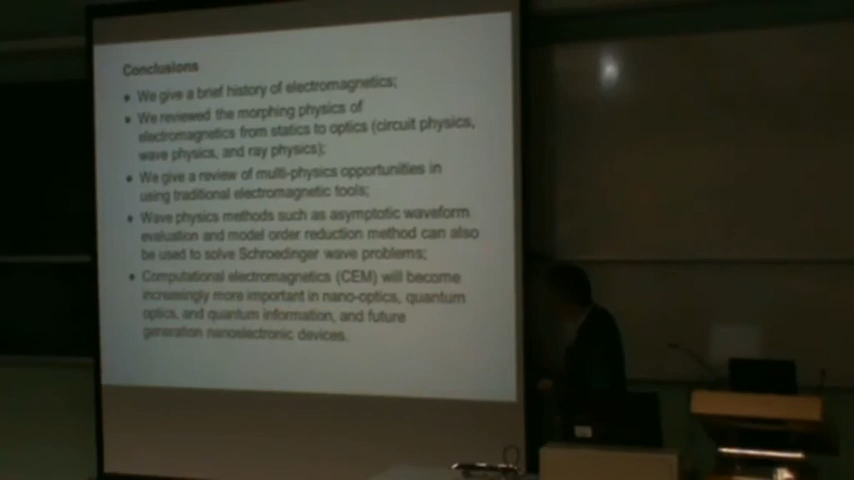 Conclusions
• We give a brief history of electromagnetics;
• We reviewed the morphing physics of
electromagnetics from statics to optics (circuit physics,
wave physics, and ray physics);
• We give a review of multi-physics opportunities in
using traditional electromagnetic tools;
• Wave physics methods such as asymptotic waveform
evaluation and model order reduction method can also
be used to solve Schroedinger wave problems;
• Computational electromagnetics (CEM) will become
increasingly more important in nano-optics, quantum
optics, and quantum information, and future
generation nanoelectronic devices.